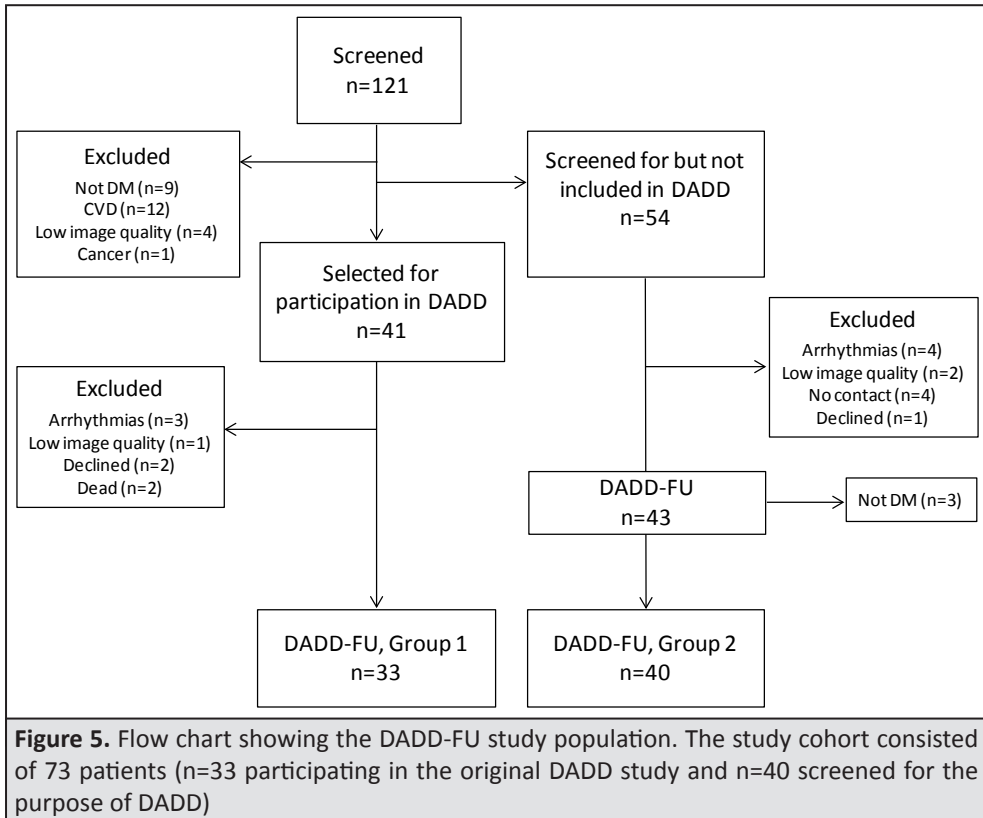 Screened
n=121
Excluded
Not DM (n=9)
CVD (n=12)
Low image quality (n=4)
Cancer (n=1)
Screened for but not
included in DADD
n=54
Selected for
participation in DADD
n=41
Excluded
Arrhythmias (n=4)
Low image quality (n=2)
No contact (n=4)
Declined (n=1)
Excluded
Arrhythmias (n=3)
Low image quality (n=1)
Declined (n=2)
Dead (n=2)
DADD-FU
n=43
Not DM (n=3)
DADD-FU, Group 1
n=33
DADD-FU, Group 2
n=40
Figure 5. Flow chart showing the DADD-FU study population. The study cohort consisted
of 73 patients (n=33 participating in the original DADD study and n=40 screened for the
purpose of DADD)